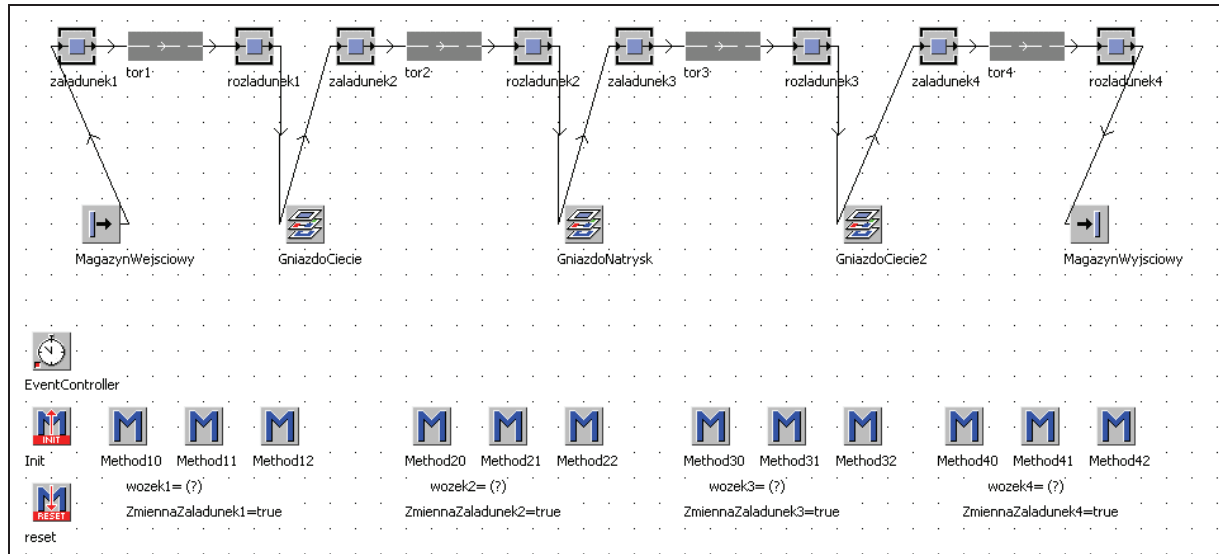 tor1
tor2
tor3
tor4
zaladunek1
rozladunek1
zaladunek2
rozladunek2
zaladunek3
rozladunek3
zaladunek4
rozladunek4
MagazynWejsciowy
GniazdoCiecie
GniazdoNatrysk
GniazdoCiecie2
MagazynWyjsciowy
EventController
M INIT
M
M
M
M
M
M
M
M
M
M
M
M
Init
Method10
Method11
Method12
Method20
Method21
Method22
Method30
Method31
Method32
Method40
Method41
Method42
wozek1= (?)
wozek2= (?)
wozek3= (?)
wozek4= (?)
M RESET
ZmiennaZaladunek1=true
ZmiennaZaladunek2=true
ZmiennaZaladunek3=true
ZmiennaZaladunek4=true
reset